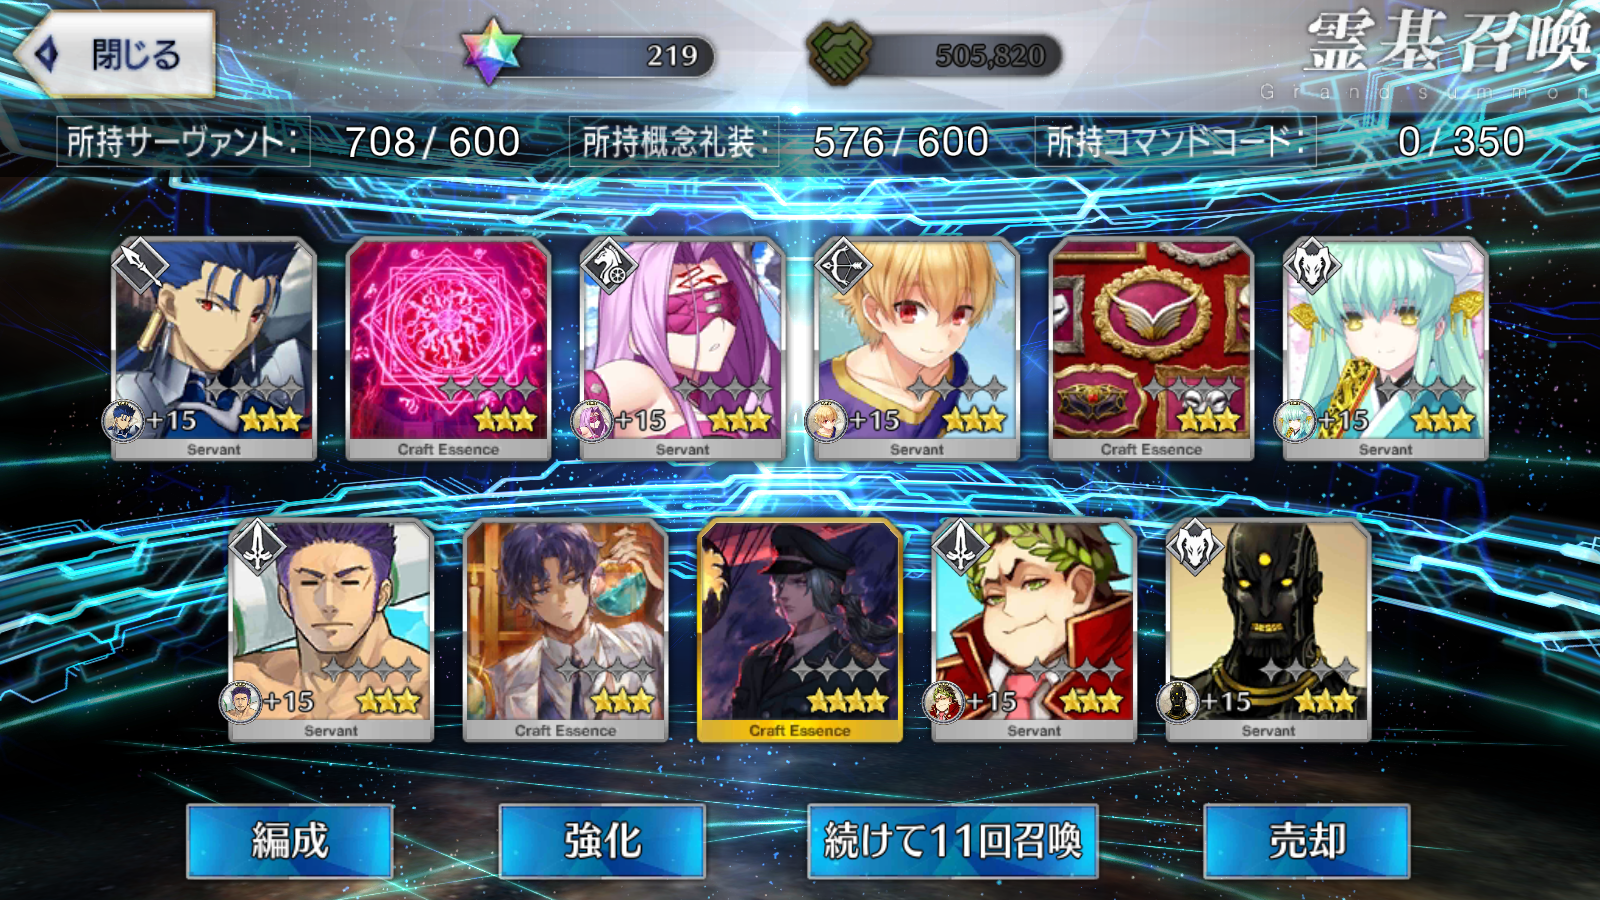 閉じる
219
505,820
霊基召喚
Grand summon
所持サーヴァント: 708/600
所持概念礼装: 576/600
所持コマンドコード: 0/350
+15
Servant
Craft Essence
+15
Servant
+15
Servant
Craft Essence
+15
Servant
+15
Servant
Craft Essence
Craft Essence
+15
Servant
+15
Servant
編成
強化
続けて11回召喚
売却